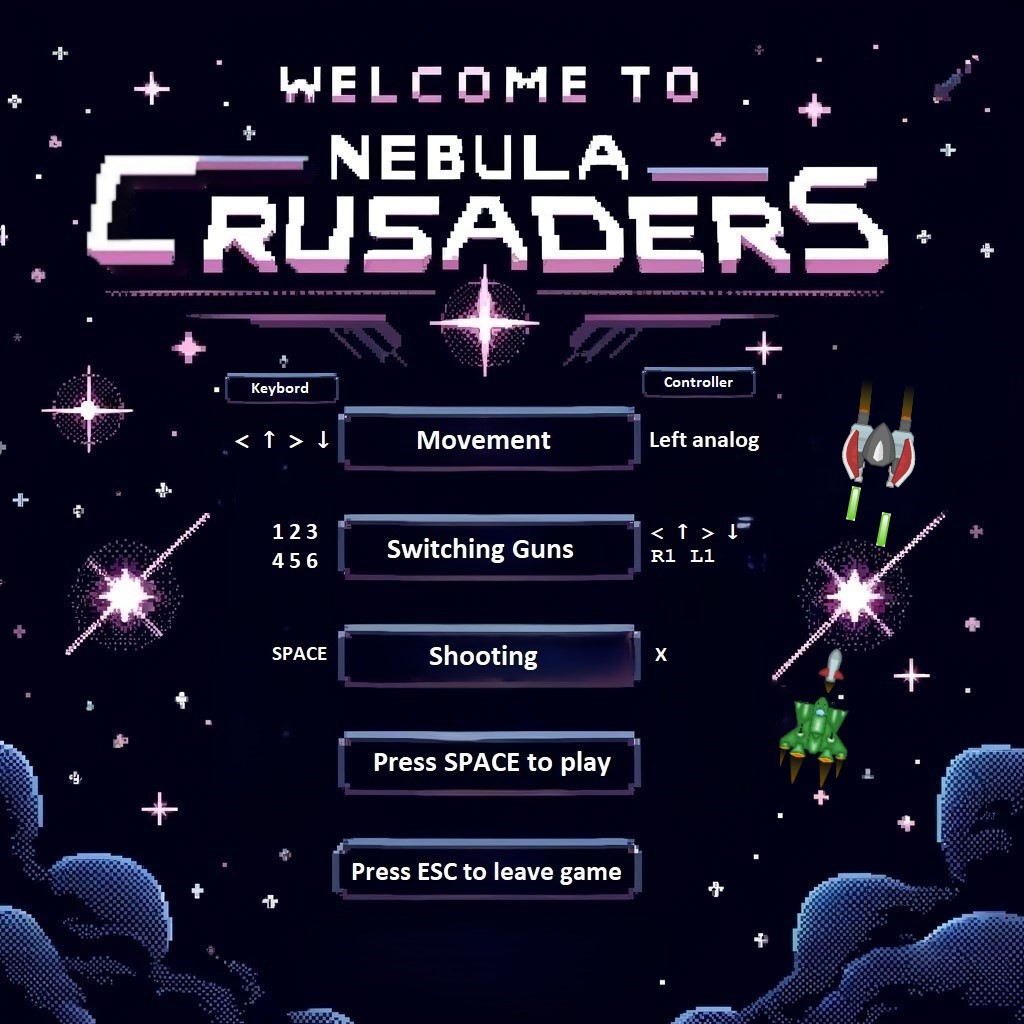 WELCOME TO
NEBULA
CRUSADERS
Keybord
Controller
< ↑ > ↓
Movement
Left analog
1 2 3
4 5 6
Switching Guns
< ↑ > ↓
R1 L1
SPACE
Shooting
X
Press SPACE to play
Press ESC to leave game